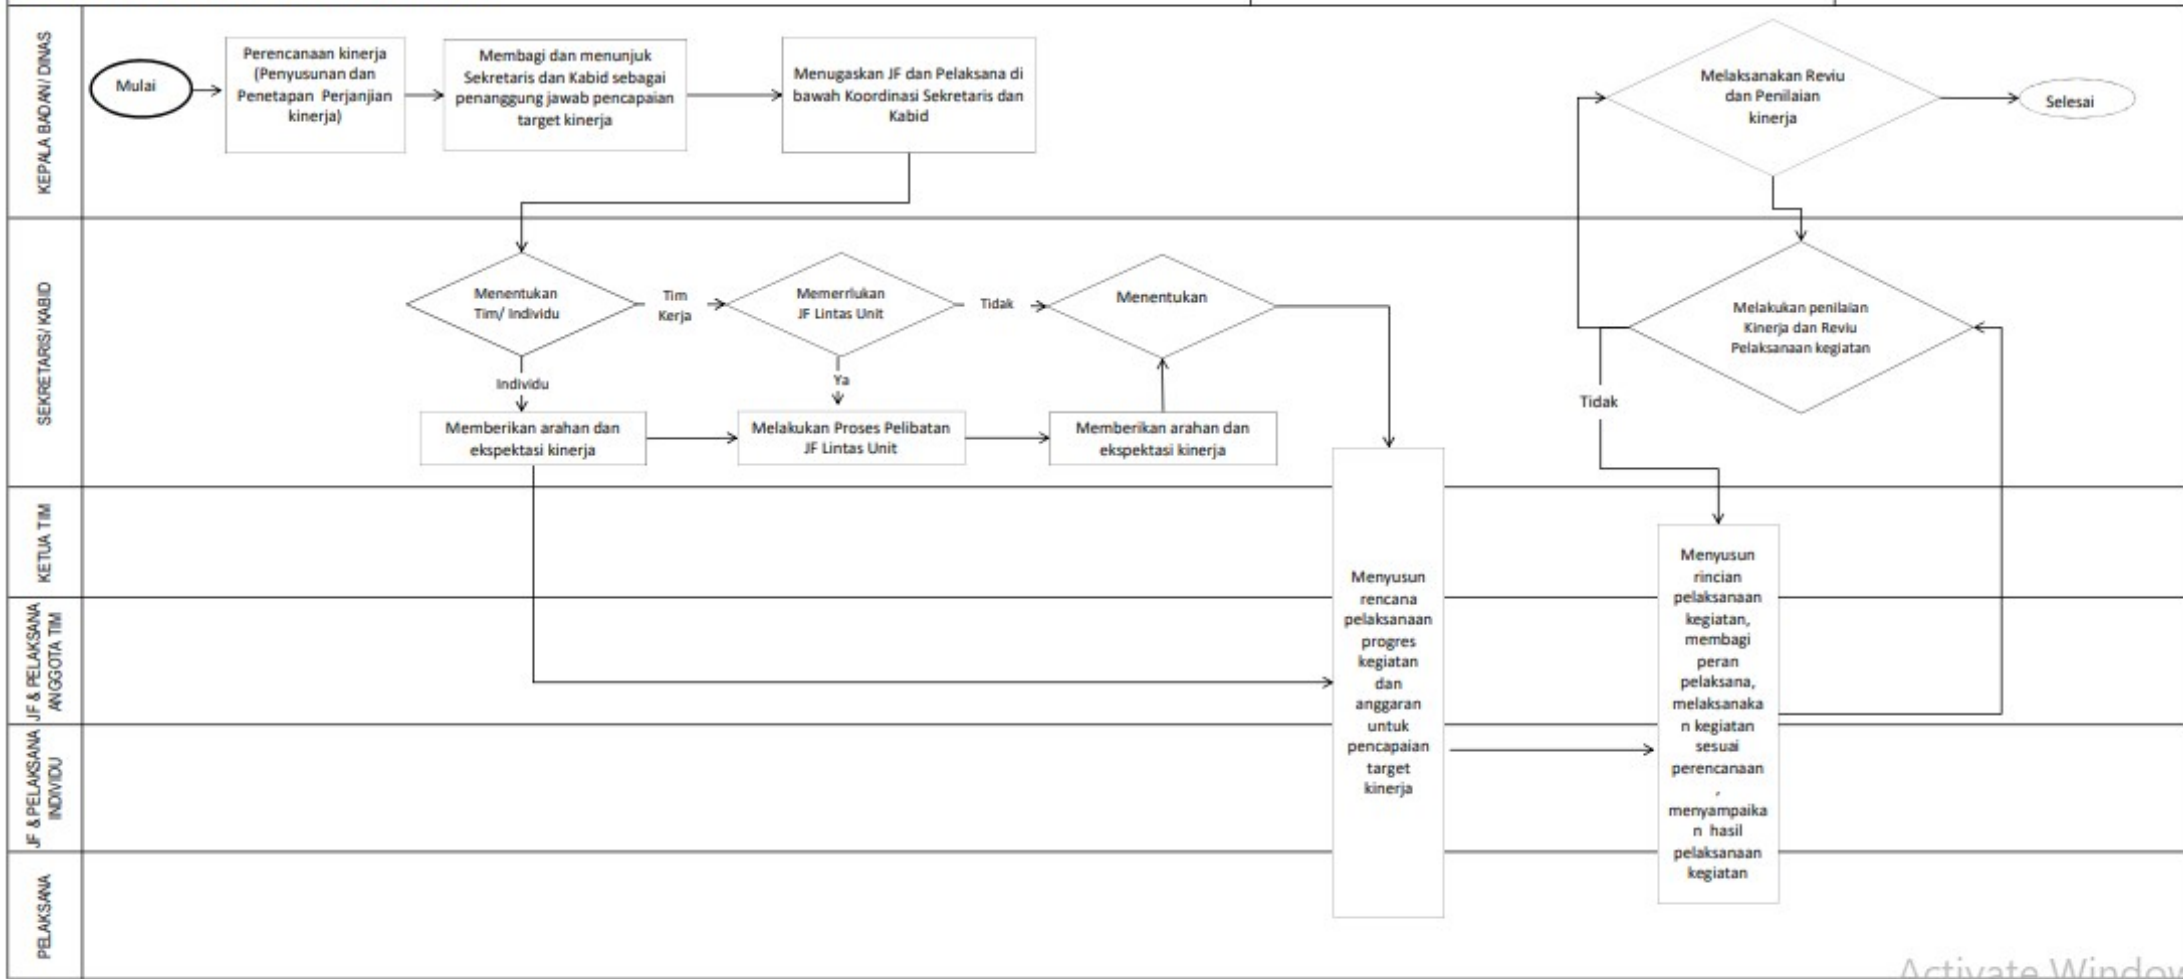 KEPALA BADAN/ DINAS
Mulai
Perencanaan kinerja
(Penyusunan dan
Penetapan Perjanjian
kinerja)
Membagi dan menunjuk
Sekretaris dan Kabid sebagai
penanggung jawab pencapaian
target kinerja
Menugaskan JF dan Pelaksana di
bawah Koordinasi Sekretaris dan
Kabid
Melaksanakan Reviu
dan Penilaian
kinerja
Selesai
SEKRETARIS/ KABID
Menentukan
Tim/ Individu
Tim
Kerja
Memerrlukan
JF Lintas Unit
Tidak
Menentukan
Melakukan penilaian
Kinerja dan Reviu
Pelaksanaan kegiatan
Individu
Ya
Tidak
Memberikan arahan dan
ekspektasi kinerja
Melakukan Proses Pelibatan
JF Lintas Unit
Memberikan arahan dan
ekspektasi kinerja
KETUA TIM
JF & PELAKSANA
ANGGOTA TIM
JF & PELAKSANA
INDIVIDU
PELAKSANA
Menyusun
rencana
pelaksanaan
progres
kegiatan
dan
anggaran
untuk
pencapaian
target
kinerja
Menyusun
rincian
pelaksanaan
kegiatan,
membagi
peran
pelaksana,
melaksanaka
n kegiatan
sesuai
perencanaan
,
menyampaika
n hasil
pelaksanaan
kegiatan
Activate Window